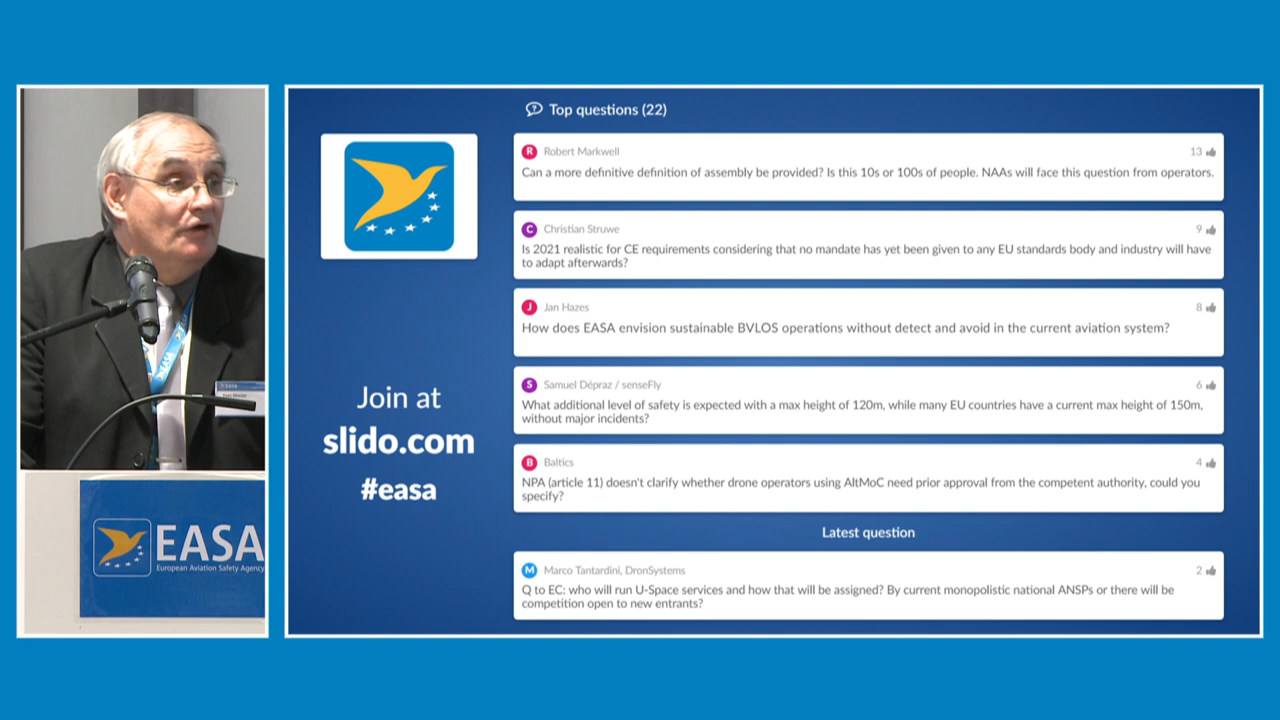 Top questions (22)
R Robert Markwell 13
Can a more definitive definition of assembly be provided? Is this 10s or 100s of people. NAAs will face this question from operators.
C Christian Struwe 9
Is 2021 realistic for CE requirements considering that no mandate has yet been given to any EU standards body and industry will have
to adapt afterwards?
J Jan Hazes 8
How does EASA envision sustainable BVLOS operations without detect and avoid in the current aviation system?
S Samuel Dépraz / senseFly 6
What additional level of safety is expected with a max height of 120m, while many EU countries have a current max height of 150m,
without major incidents?
B Baltics 4
NPA (article 11) doesn't clarify whether drone operators using AltMoC need prior approval from the competent authority, could you
specify?
Latest question
M Marco Tantardini, DronSystems 2
Q to EC: who will run U-Space services and how that will be assigned? By current monopolistic national ANSPs or there will be
competition open to new entrants?
Join at
slido.com
#easa
EASA
EASA
EASA
European Aviation Safety Agency